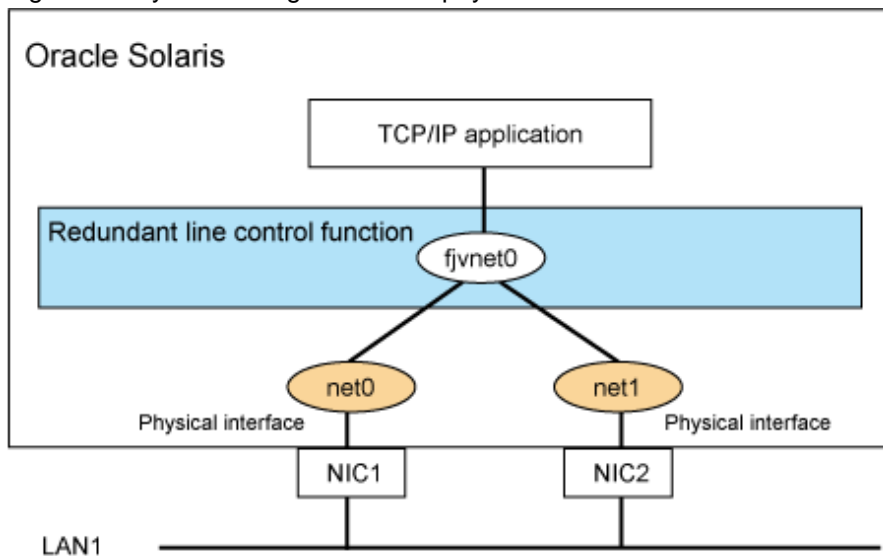 Oracle Solaris
TCP/IP application
Redundant line control function
fjvnet0
net0
net1
Physical interface
Physical interface
NIC1
NIC2
LAN1